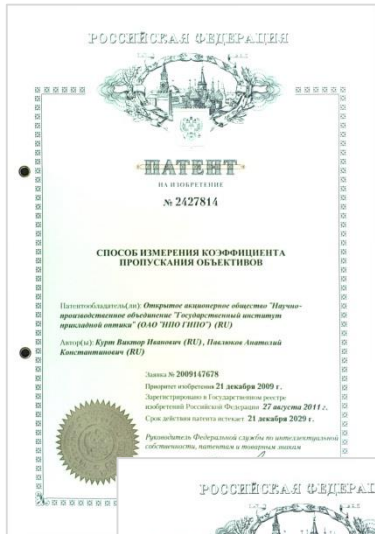 РОССИЙСКАЯ ФЕДЕРАЦИЯ
ПАТЕНТ
НА ИЗОБРЕТЕНИЕ
№ 2427814
СПОСОБ ИЗМЕРЕНИЯ КОЭФФИЦИЕНТА
ПРОПУСКАНИЯ ОБЪЕКТИВОВ
Патентообладатель(ли): Открытое акционерное общество "Научно-
производственное объединение "Государственный институт
прикладной оптики" (ОАО "НПО ГИПО") (RU)
Автор(ы): Курт Виктор Иванович (RU), Павлюков Анатолий
Константинович (RU)
Заявка № 2009147678
Приоритет изобретения 21 декабря 2009 г.
Зарегистрировано в Государственном реестре
изобретений Российской Федерации 27 августа 2011 г.
Срок действия патента истекает 21 декабря 2029 г.
Руководитель Федеральной службы по интеллектуальной
собственности, патентам и товарным знакам
РОССИЙСКАЯ ФЕДЕРАЦ